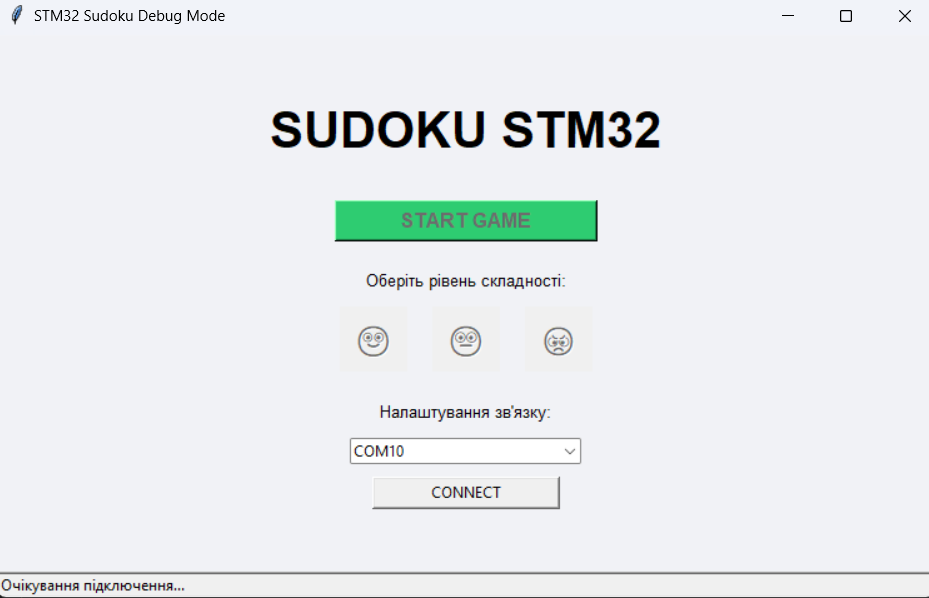 STM32 Sudoku Debug Mode
SUDOKU STM32
START GAME
Оберіть рівень складності:
Налаштування зв'язку:
COM10
CONNECT
Очікування підключення...